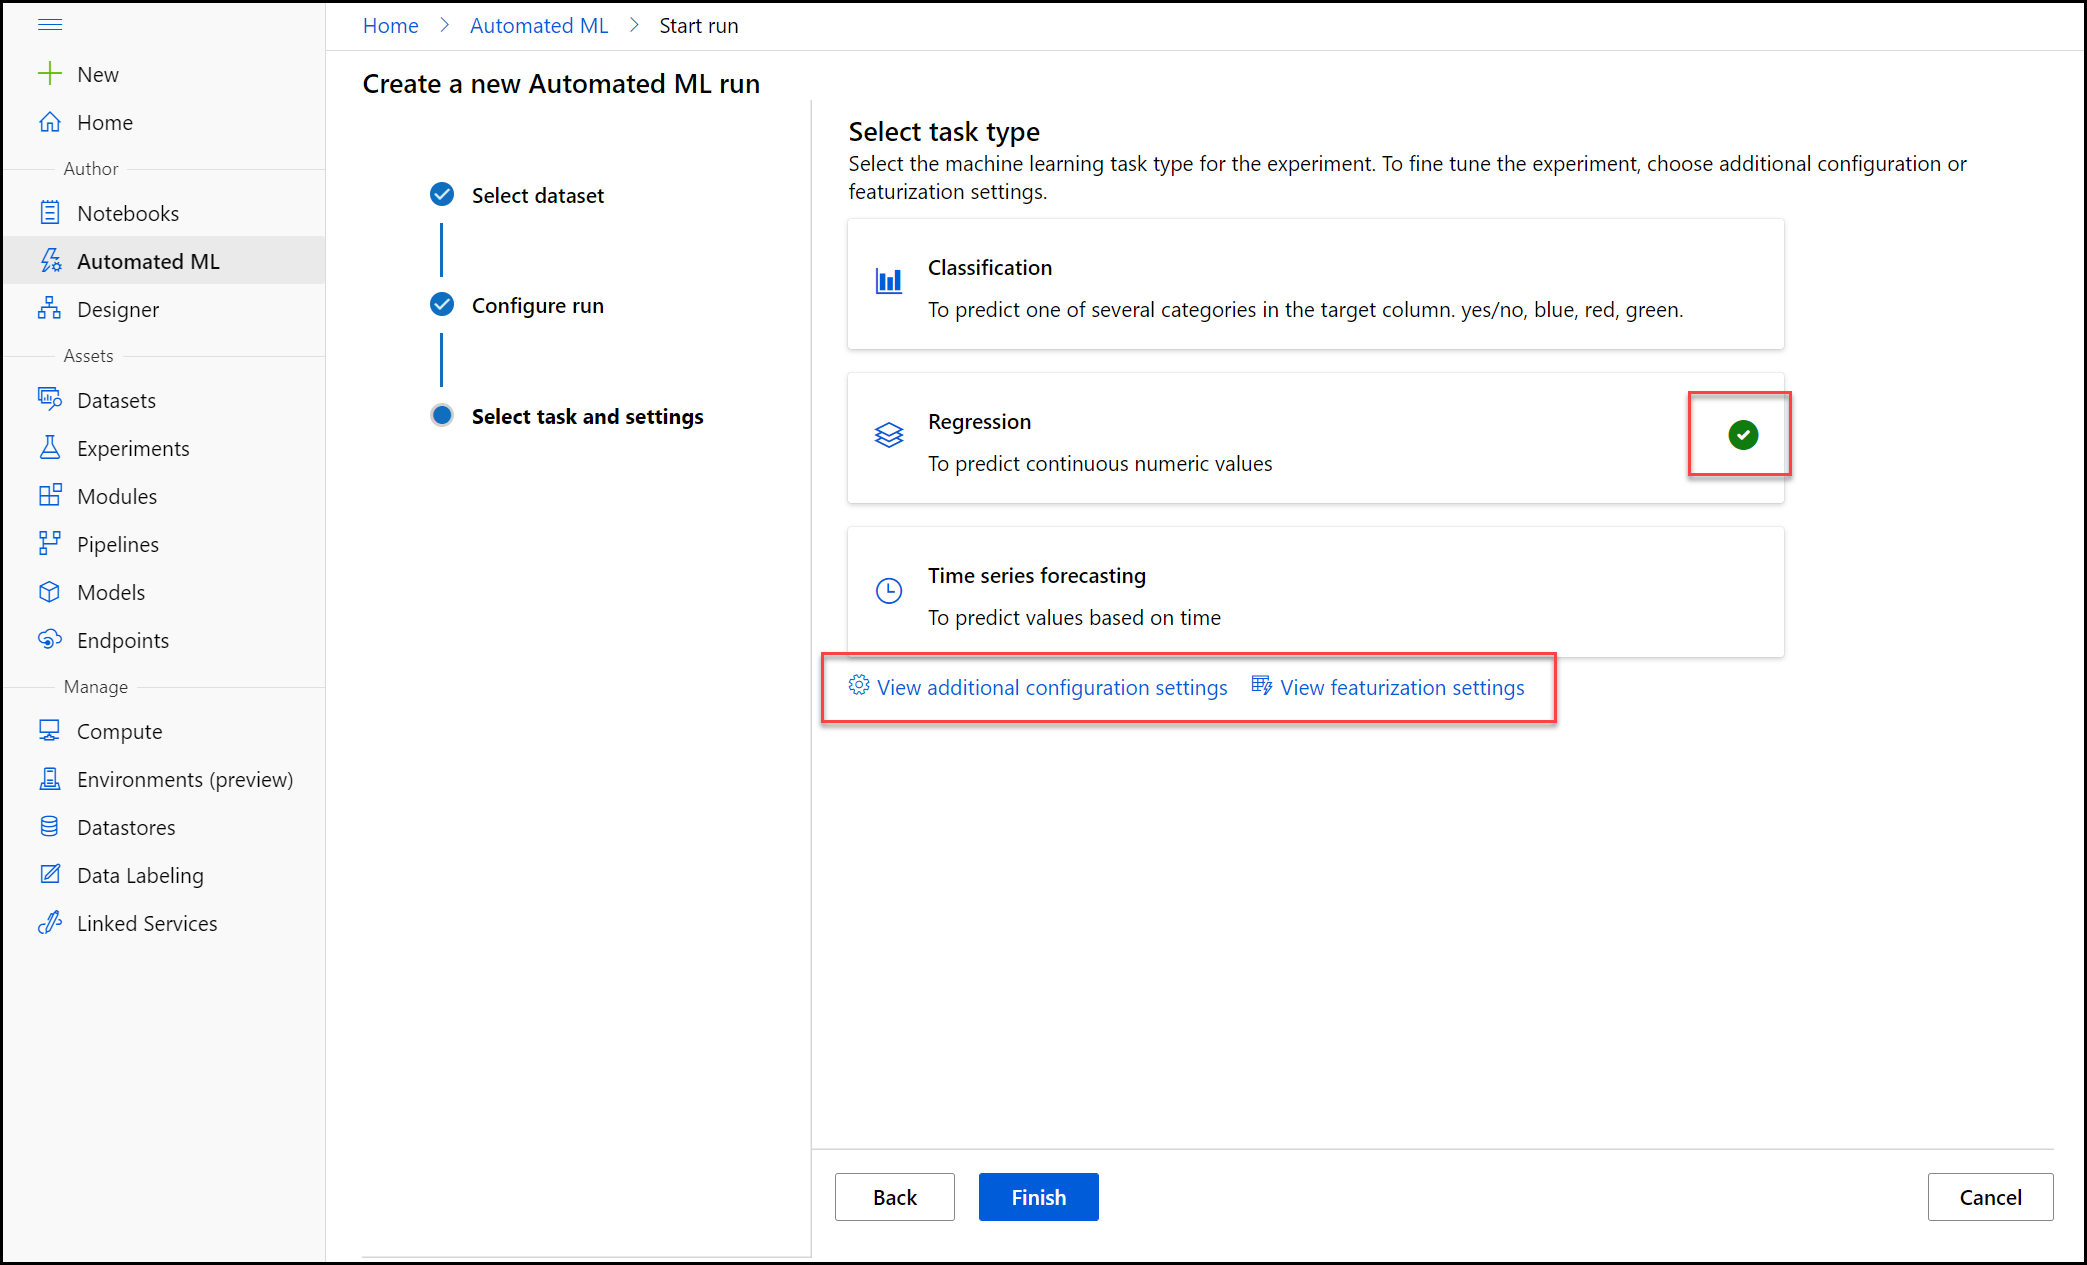 Home > Automated ML > Start run
New
Home
Author
Notebooks
Automated ML
Designer
Assets
Datasets
Experiments
Modules
Pipelines
Models
Endpoints
Manage
Compute
Environments (preview)
Datastores
Data Labeling
Linked Services
Create a new Automated ML run
Select dataset
Configure run
Select task and settings
Select task type
Select the machine learning task type for the experiment. To fine tune the experiment, choose additional configuration or
featurization settings.
Classification
To predict one of several categories in the target column. yes/no, blue, red, green.
Regression
To predict continuous numeric values
Time series forecasting
To predict values based on time
View additional configuration settings View featurization settings
Back Finish Cancel